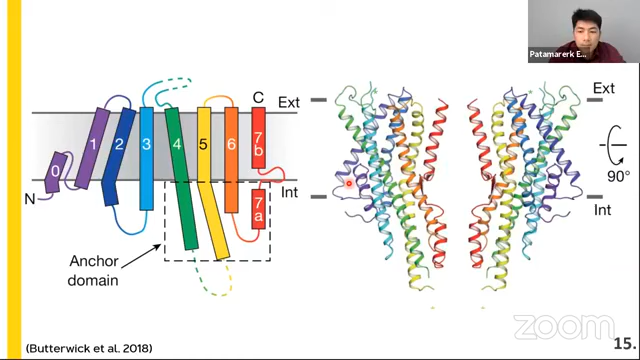 Patamarerk E...
C
Ext
0
1
2
3
4
5
6
7b
N
Int
7a
Anchor
domain
Ext
90°
Int
(Butterwick et al. 2018)
zoom
15.